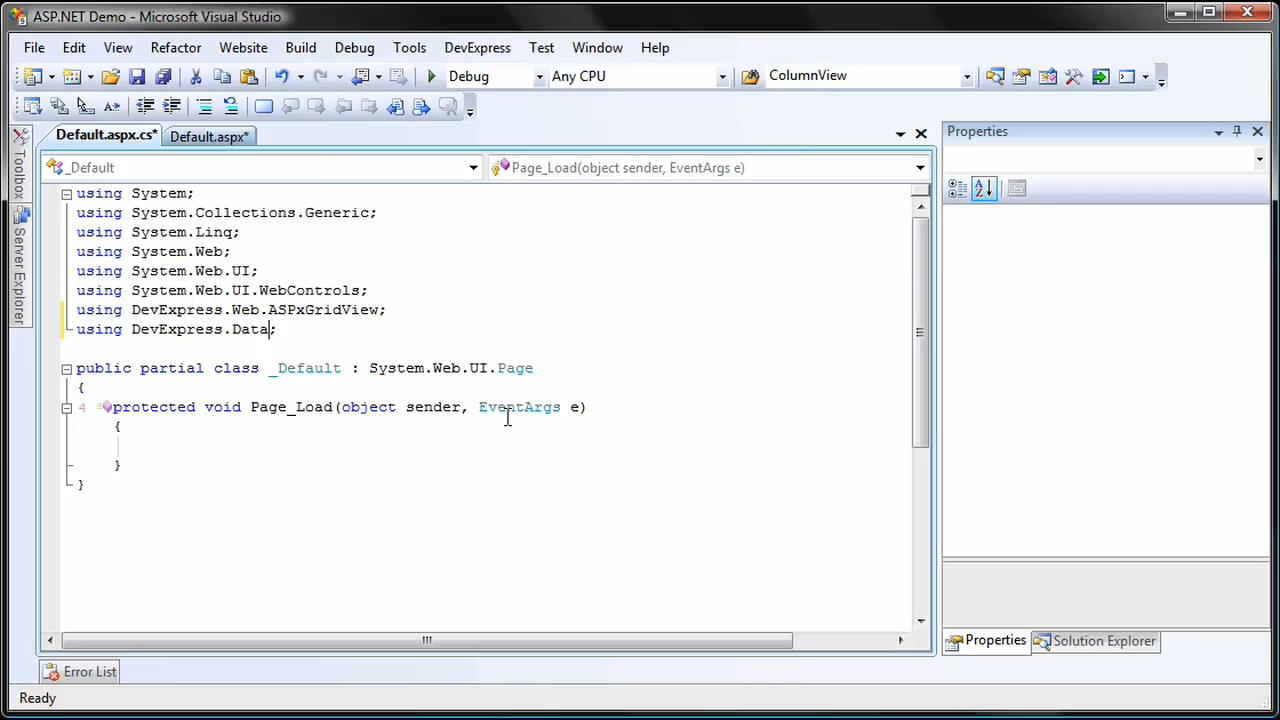 ASP.NET Demo - Microsoft Visual Studio
File Edit View Refactor Website Build Debug Tools DevExpress Test Window Help
Debug Any CPU ColumnView
Default.aspx.cs* Default.aspx*
Properties
_Default Page_Load(object sender, EventArgs e)
Toolbox
Server Explorer
using System;
using System.Collections.Generic;
using System.Linq;
using System.Web;
using System.Web.UI;
using System.Web.UI.WebControls;
using DevExpress.Web.ASPxGridView;
using DevExpress.Data;
public partial class _Default : System.Web.UI.Page
{
4 protected void Page_Load(object sender, EventArgs e)
{
}
}
Properties Solution Explorer
Error List
Ready